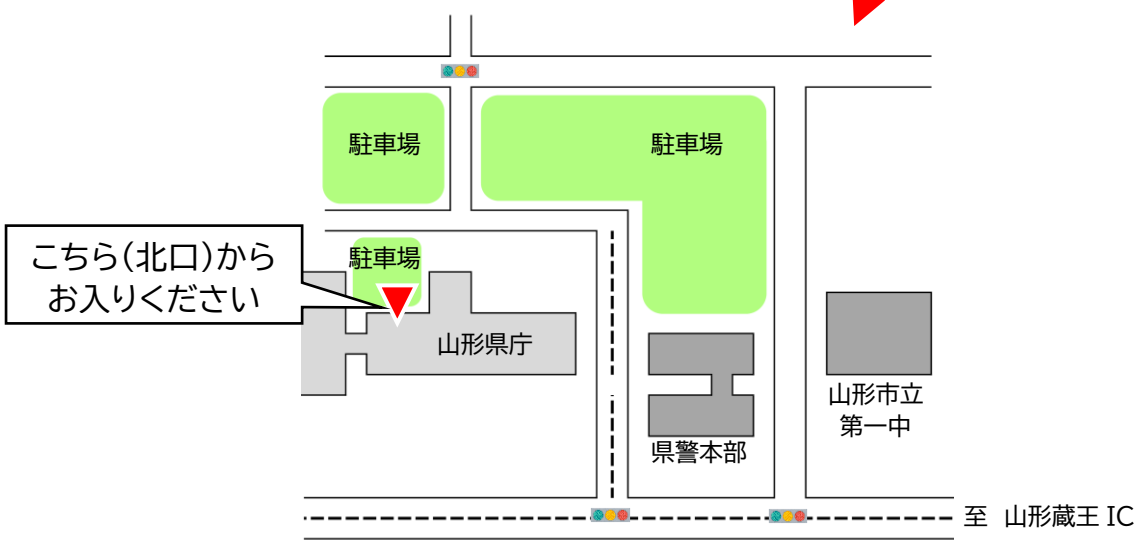 駐車場
駐車場
こちら(北口)から
お入りください
駐車場
山形県庁
山形市立
第一中
県警本部
至 山形蔵王 IC